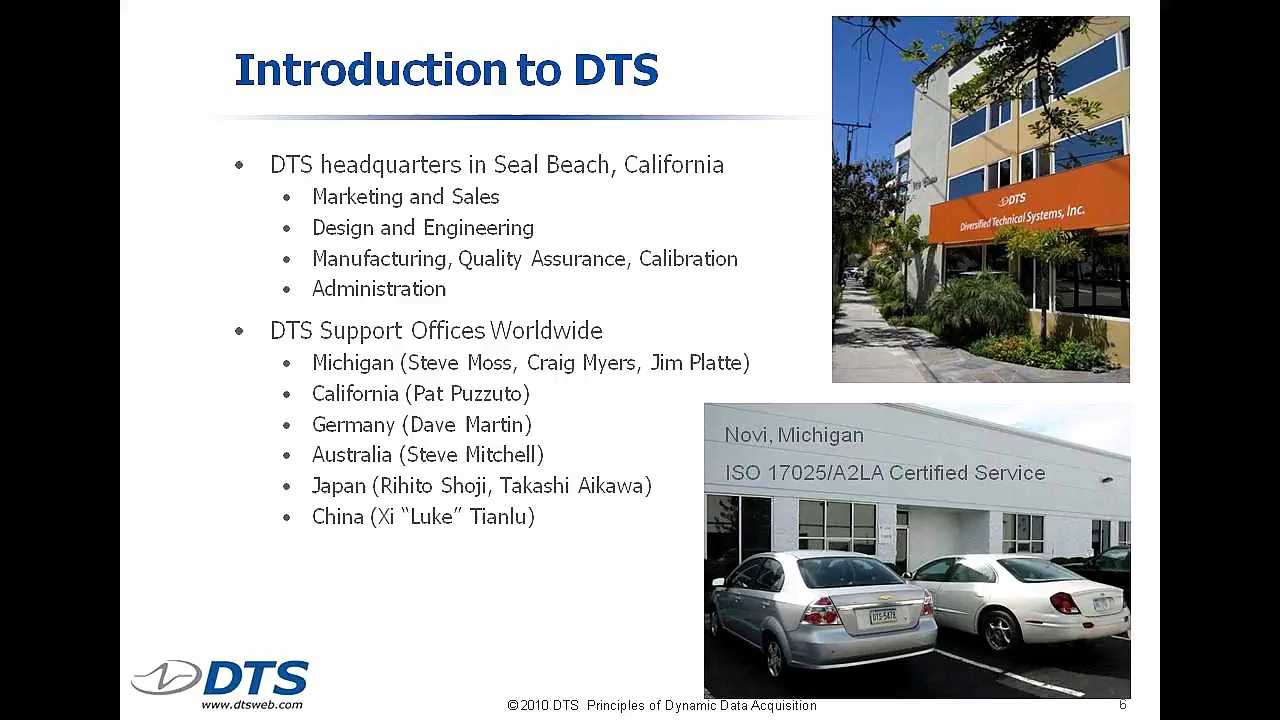 Introduction to DTS
• DTS headquarters in Seal Beach, California
• Marketing and Sales
• Design and Engineering
• Manufacturing, Quality Assurance, Calibration
• Administration
• DTS Support Offices Worldwide
• Michigan (Steve Moss, Craig Myers, Jim Platte)
• California (Pat Puzzuto)
• Germany (Dave Martin)
• Australia (Steve Mitchell)
• Japan (Rihito Shoji, Takashi Aikawa)
• China (Xi “Luke” Tianlu)
DTS
Diversified Technical Systems, Inc.
Novi, Michigan
ISO 17025/A2LA Certified Service
DTS
www.dtsweb.com
©2010 DTS Principles of Dynamic Data Acquisition
6